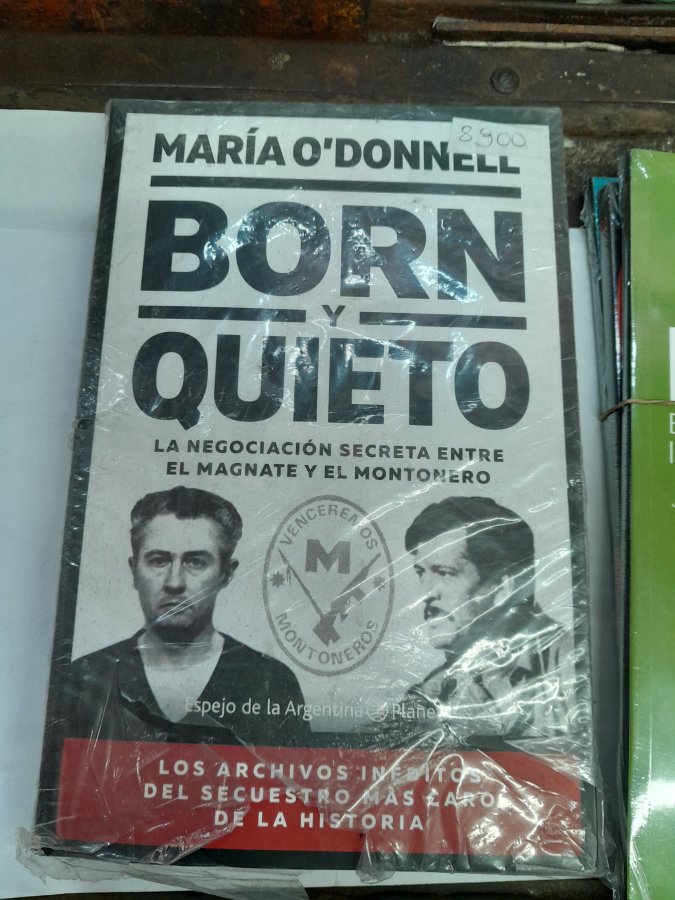 8900
MARÍA O'DONNELL
BORN
Y
QUIETO
LA NEGOCIACIÓN SECRETA ENTRE
EL MAGNATE Y EL MONTONERO
VENCEREMOS
M
MONTONEROS
Espejo de la Argentina Plane
LOS ARCHIVOS INÉDITOS
DEL SECUESTRO MÁS CARO
DE LA HISTORIA